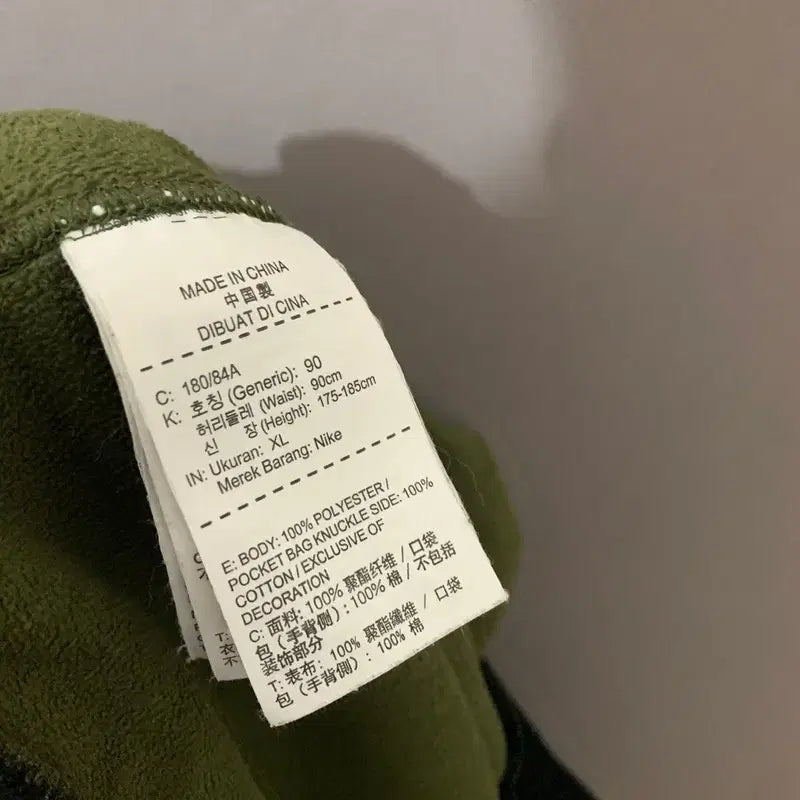 MADE IN CHINA
中国製
DIBUAT DI CINA
C: 180/84A
K: 호칭 (Generic): 90
허리둘레 (Waist): 90cm
신 장 (Height): 175-185cm
IN: Ukuran: XL
Merek Barang: Nike
E: BODY: 100% POLYESTER /
POCKET BAG KNUCKLE SIDE: 100%
COTTON / EXCLUSIVE OF
DECORATION
C: 面料: 100% 聚酯纤维 / 口袋
包 (手背侧) : 100% 棉 / 不包括
装饰部分
T: 表布: 100% 聚酯纖維 / 口袋
包 (手背側) : 100% 棉